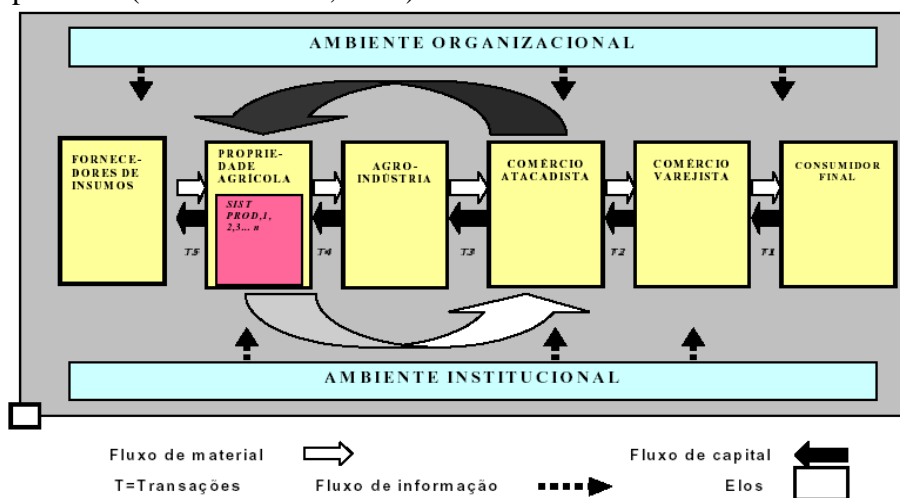 AMBIENTE ORGANIZACIONAL
FORNECE-
DORES DE
INSUMOS
PROPRIE-
DADE
AGRÍCOLA
SIST
PROD,1,
2,3... n
AGRO-
INDÚSTRIA
COMÉRCIO
ATACADISTA
COMÉRCIO
VAREJISTA
CONSUMIDOR
FINAL
T5
T4
T3
T2
T1
AMBIENTE INSTITUCIONAL
Fluxo de material
Fluxo de capital
T=Transações
Fluxo de informação
Elos